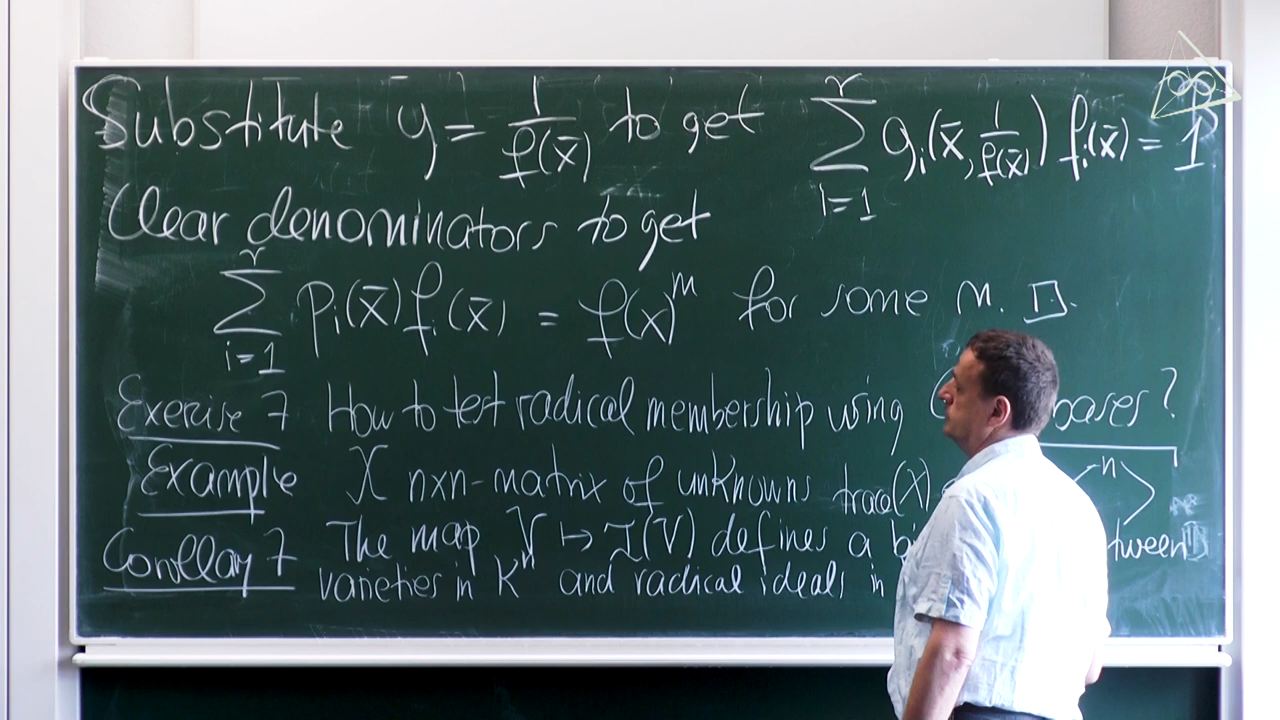 Substitute y = 1/f(x̄) to get ∑_{i=1}^{r} g_i(x̄, 1/f(x̄)) f_i(x̄) = 1
Clear denominators to get
∑_{i=1}^{r} p_i(x̄) f_i(x̄) = f(x)^m for some m. □.
Exercise 7 How to test radical membership using bases?
Example X n×n-matrix of unknowns trace(X) ⟨ n ⟩
Corollary 7 The map V ↦ I(V) defines a b tween
varieties in K^n and radical ideals in